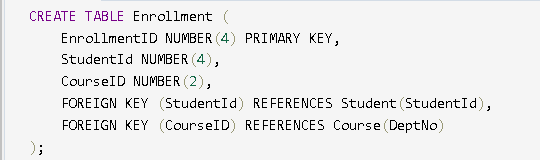 CREATE TABLE Enrollment (
EnrollmentID NUMBER(4) PRIMARY KEY,
StudentId NUMBER(4),
CourseID NUMBER(2),
FOREIGN KEY (StudentId) REFERENCES Student(StudentId),
FOREIGN KEY (CourseID) REFERENCES Course(DeptNo)
);